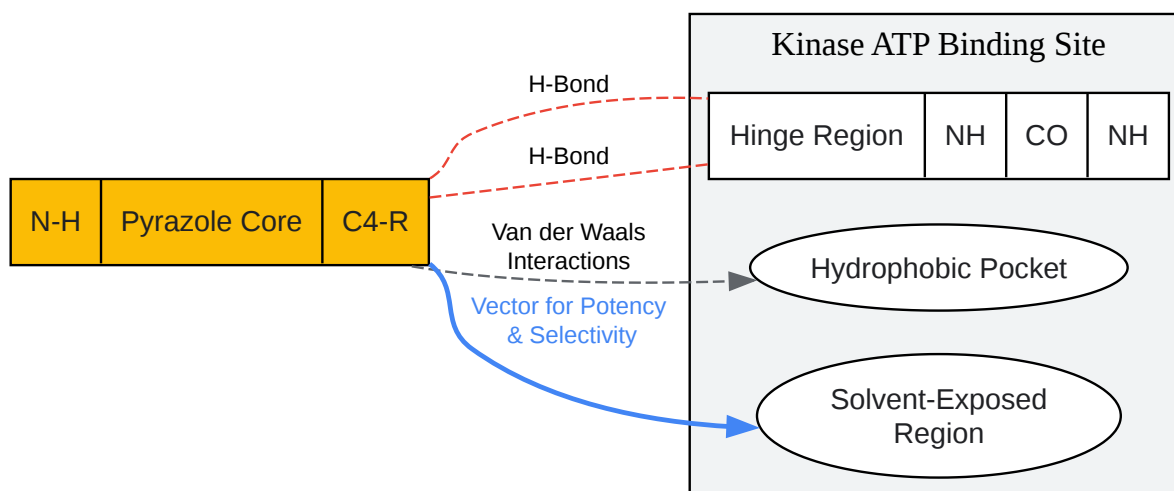 Kinase ATP Binding Site
H-Bond
Hinge Region
NH
CO
NH
H-Bond
N-H
Pyrazole Core
C4-R
Van der Waals
Interactions
Hydrophobic Pocket
Vector for Potency
& Selectivity
Solvent-Exposed
Region